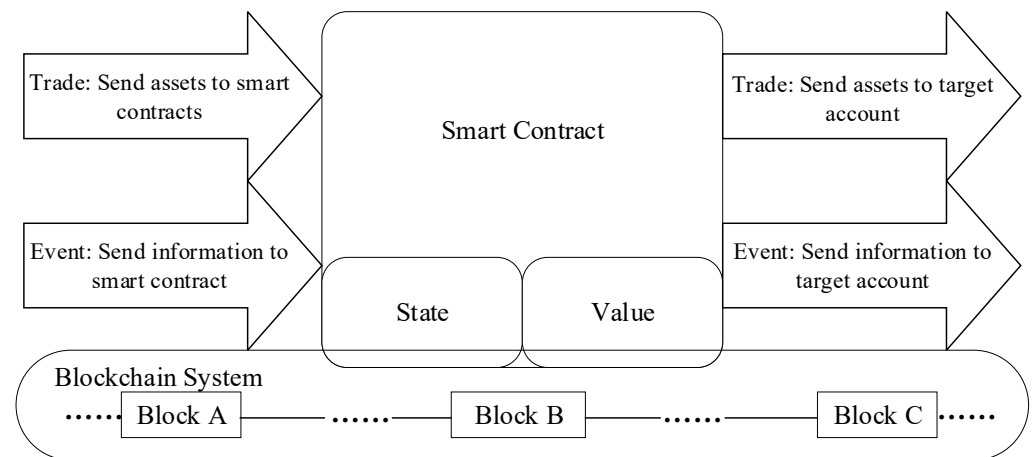 Trade: Send assets to smart
contracts
Smart Contract
Trade: Send assets to target
account
Event: Send information to
smart contract
State
Value
Event: Send information to
target account
Blockchain System
...... Block A ...... Block B ...... Block C ......